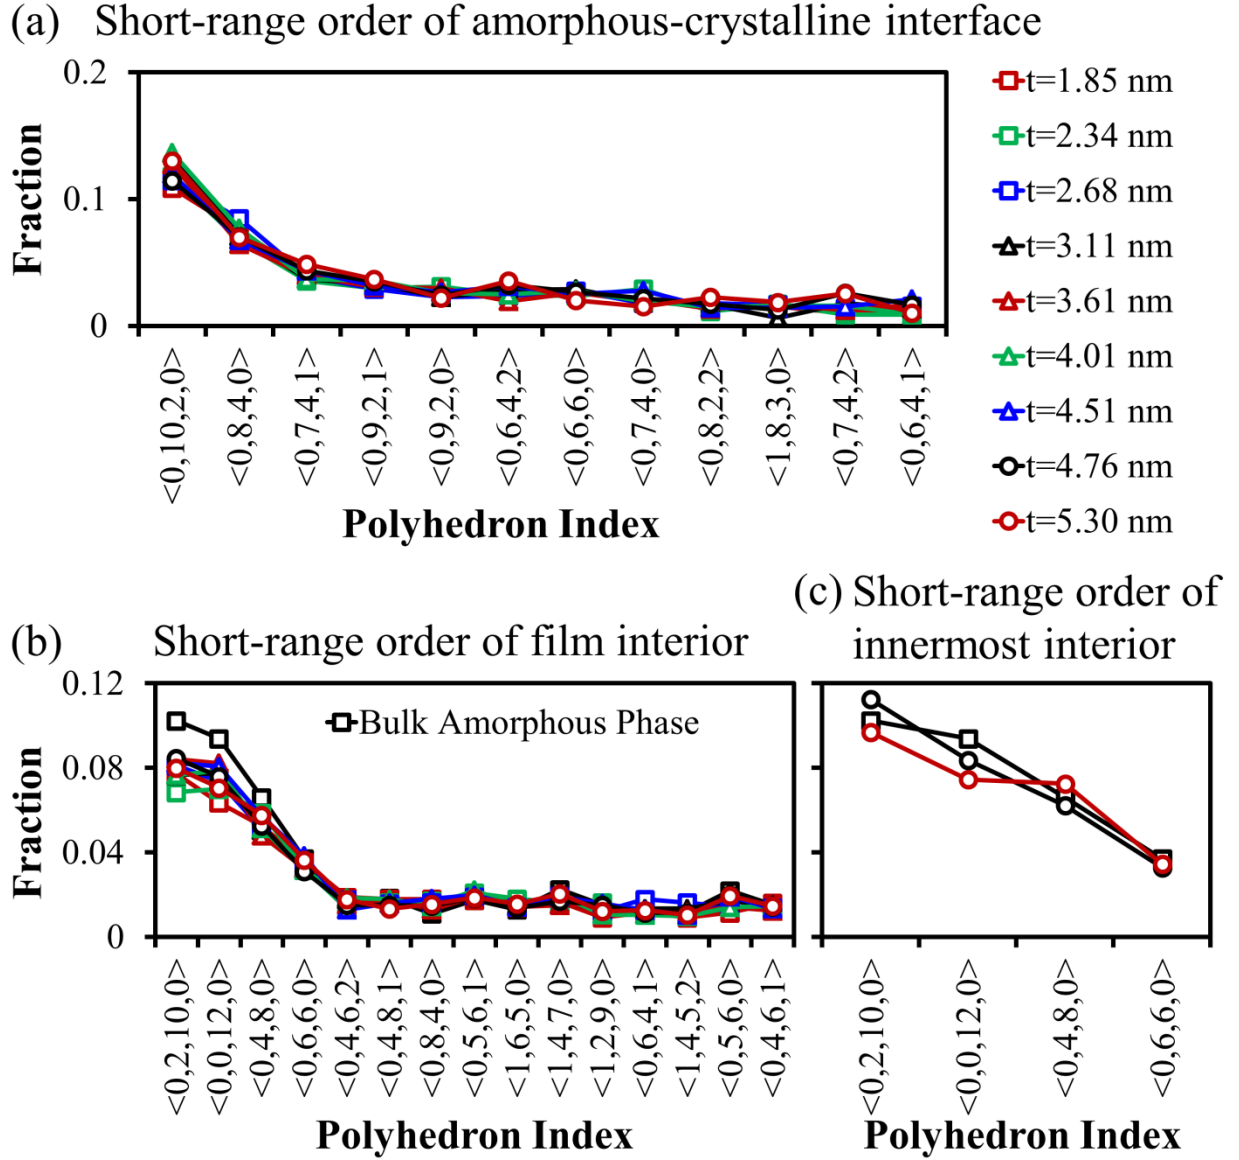 (a) Short-range order of amorphous-crystalline interface
0.2
0.1
0
Fraction
<0,10,2,0>
<0,8,4,0>
<0,7,4,1>
<0,9,2,1>
<0,9,2,0>
<0,6,4,2>
<0,6,6,0>
<0,7,4,0>
<0,8,2,2>
<1,8,3,0>
<0,7,4,2>
<0,6,4,1>
Polyhedron Index
t=1.85 nm
t=2.34 nm
t=2.68 nm
t=3.11 nm
t=3.61 nm
t=4.01 nm
t=4.51 nm
t=4.76 nm
t=5.30 nm
(b) Short-range order of film interior
0.12
0.08
0.04
0
Fraction
Bulk Amorphous Phase
<0,2,10,0>
<0,0,12,0>
<0,4,8,0>
<0,6,6,0>
<0,4,6,2>
<0,4,8,1>
<0,8,4,0>
<0,5,6,1>
<1,6,5,0>
<1,4,7,0>
<1,2,9,0>
<0,6,4,1>
<1,4,5,2>
<0,5,6,0>
<0,4,6,1>
Polyhedron Index
(c) Short-range order of
innermost interior
<0,2,10,0>
<0,0,12,0>
<0,4,8,0>
<0,6,6,0>
Polyhedron Index